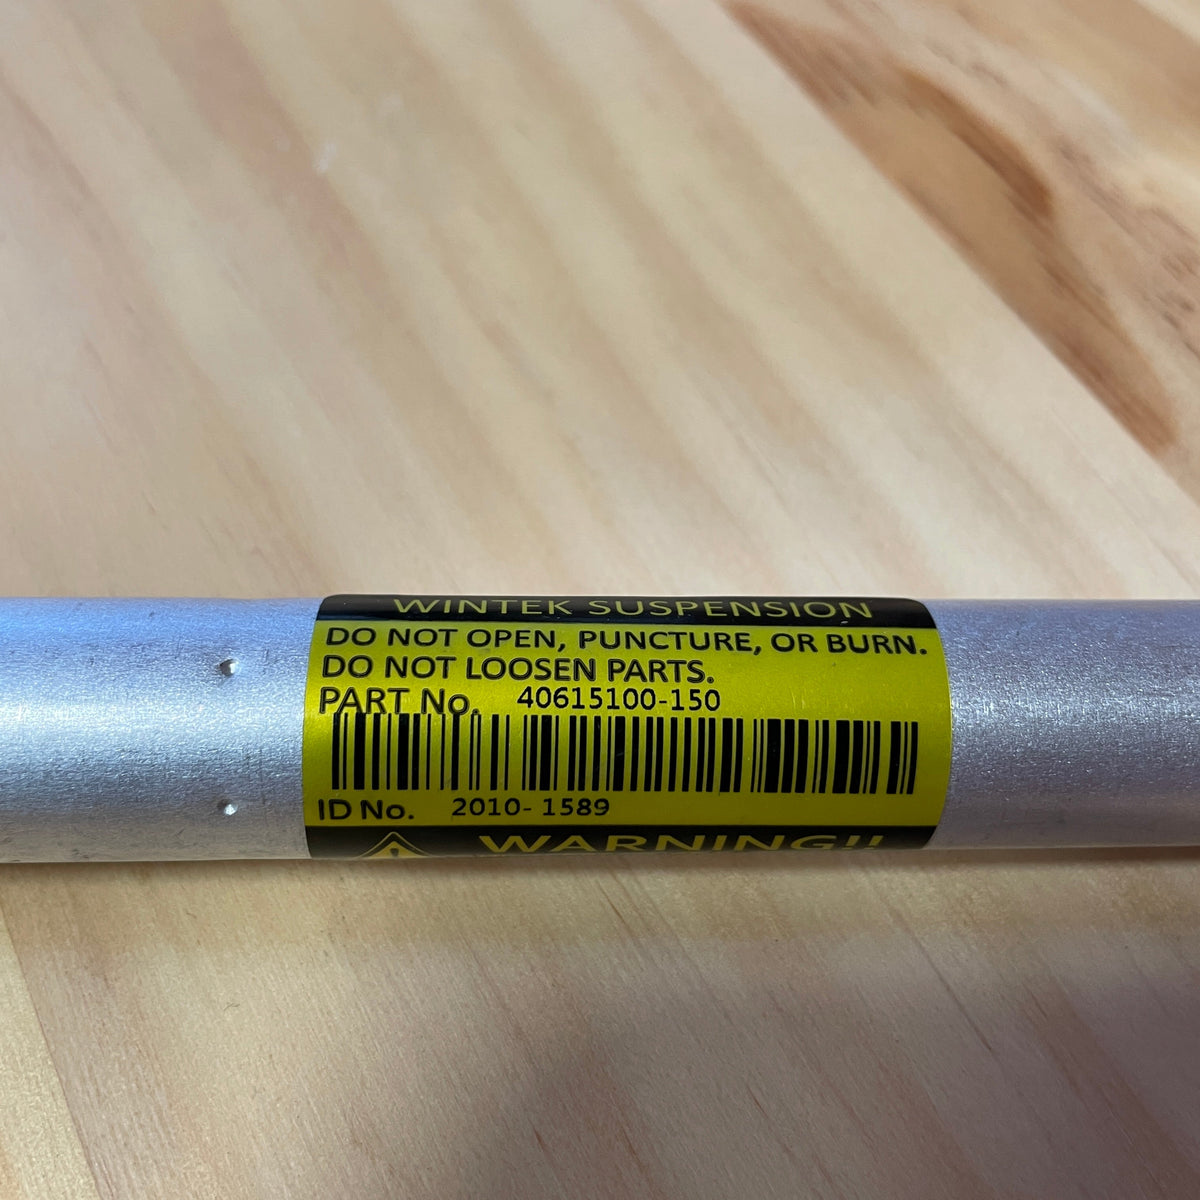 WINTEK SUSPENSION
DO NOT OPEN, PUNCTURE, OR BURN.
DO NOT LOOSEN PARTS.
PART No. 40615100-150
ID No. 2010- 1589
WARNING!!